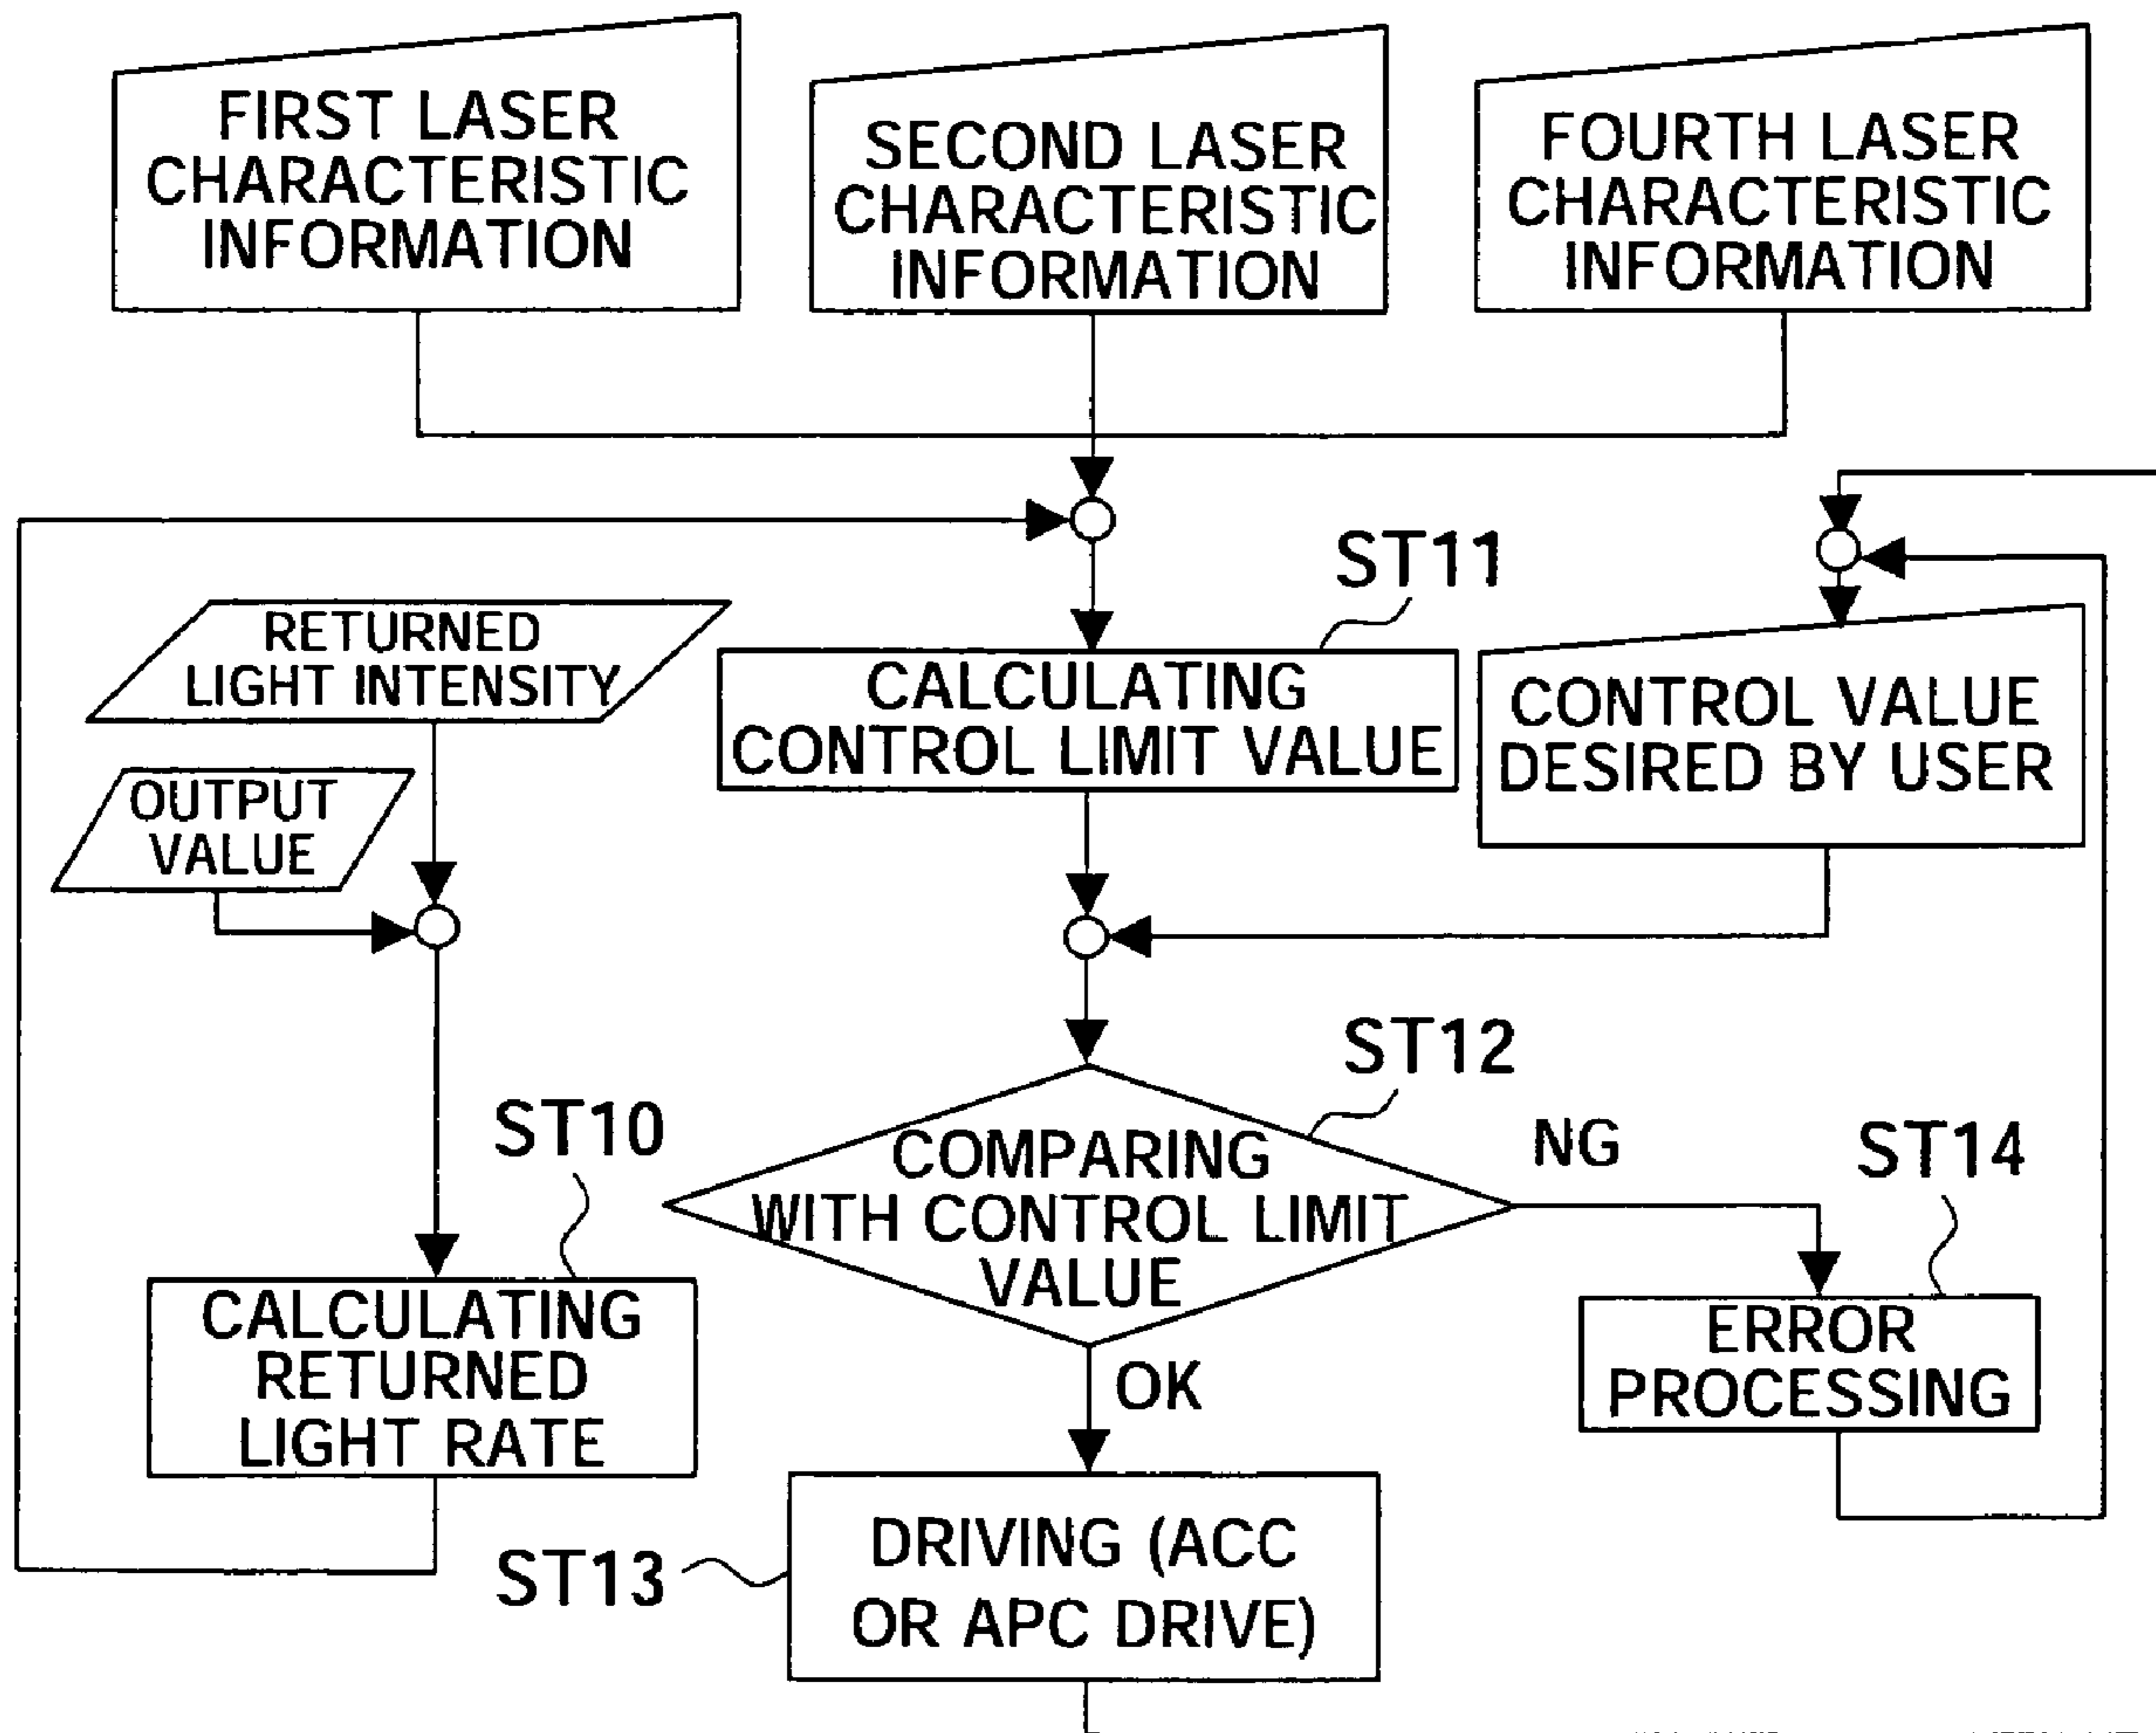 FIRST LASER
CHARACTERISTIC
INFORMATION
SECOND LASER
CHARACTERISTIC
INFORMATION
FOURTH LASER
CHARACTERISTIC
INFORMATION
ST11
RETURNED
LIGHT INTENSITY
CALCULATING
CONTROL LIMIT VALUE
CONTROL VALUE
DESIRED BY USER
OUTPUT
VALUE
ST12
ST10
COMPARING
WITH CONTROL LIMIT
VALUE
NG
ST14
CALCULATING
RETURNED
LIGHT RATE
OK
ERROR
PROCESSING
ST13
DRIVING (ACC
OR APC DRIVE)